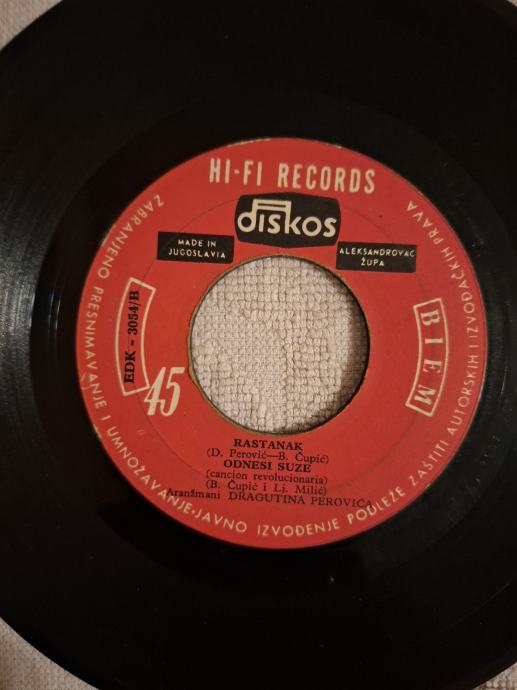 HI-FI RECORDS
diskos
MADE IN
JUGOSLAVIA
ALEKSANDROVAC
ŽUPA
EDK - 3054/B
45
BIEM
RASTANAK
(D. Perović—B. Čupić)
ODNESI SUZE
(cancion revolucionaria)
(B. Čupić i Lj. Milić)
Aranžmani DRAGUTINA PEROVIĆA
ZABRANJENO PRESNIMAVANJE I UMNOŽAVANJE·JAVNO IZVOĐENJE PODLEŽE ZAŠTITI AUTORSKIH I IZVOĐAČKIH PRAVA